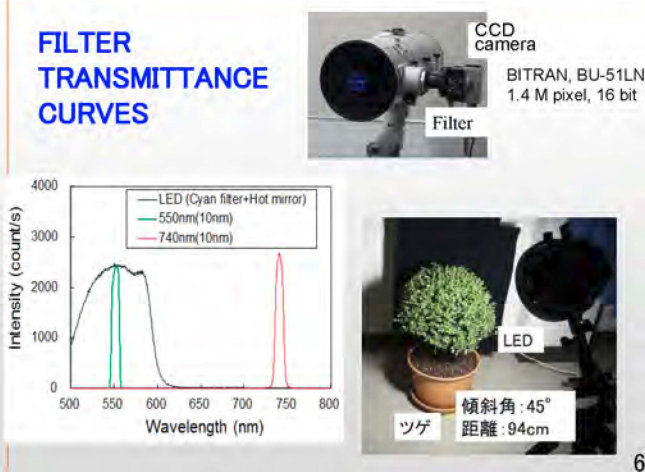 FILTER
TRANSMITTANCE
CURVES
CCD
camera
BITRAN, BU-51LN
1.4 M pixel, 16 bit
Filter
4000
3000
2000
1000
0
Intensity (count/s)
LED (Cyan filter+Hot mirror)
550nm(10nm)
740nm(10nm)
500
550
600
650
700
750
800
Wavelength (nm)
LED
ツゲ
傾斜角:45°
距離:94cm
6